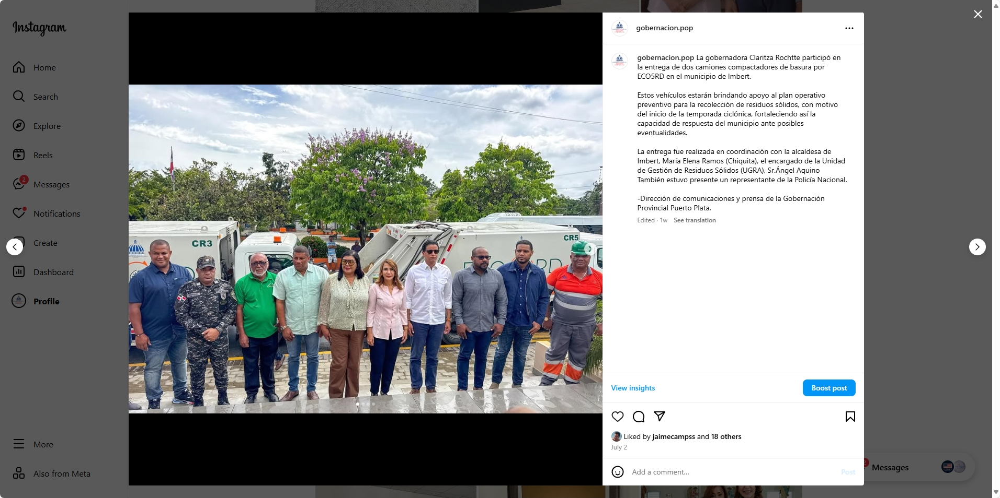 Instagram
Home
Search
Explore
Reels
2
Messages
Notifications
Create
Dashboard
Profile
More
Also from Meta
CR3
CR5
gobernacion.pop
gobernacion.pop La gobernadora Claritza Rochtte participó en
la entrega de dos camiones compactadores de basura por
ECO5RD en el municipio de Imbert.
Estos vehículos estarán brindando apoyo al plan operativo
preventivo para la recolección de residuos sólidos, con motivo
del inicio de la temporada ciclónica, fortaleciendo así la
capacidad de respuesta del municipio ante posibles
eventualidades.
La entrega fue realizada en coordinación con la alcaldesa de
Imbert, María Elena Ramos (Chiquita), el encargado de la Unidad
de Gestión de Residuos Sólidos (UGRA), Sr.Ángel Aquino
También estuvo presente un representante de la Policía Nacional.
-Dirección de comunicaciones y prensa de la Gobernación
Provincial Puerto Plata.
Edited · 1w See translation
View insights
Boost post
Liked by jaimecampss and 18 others
July 2
Add a comment...
Post
Messages